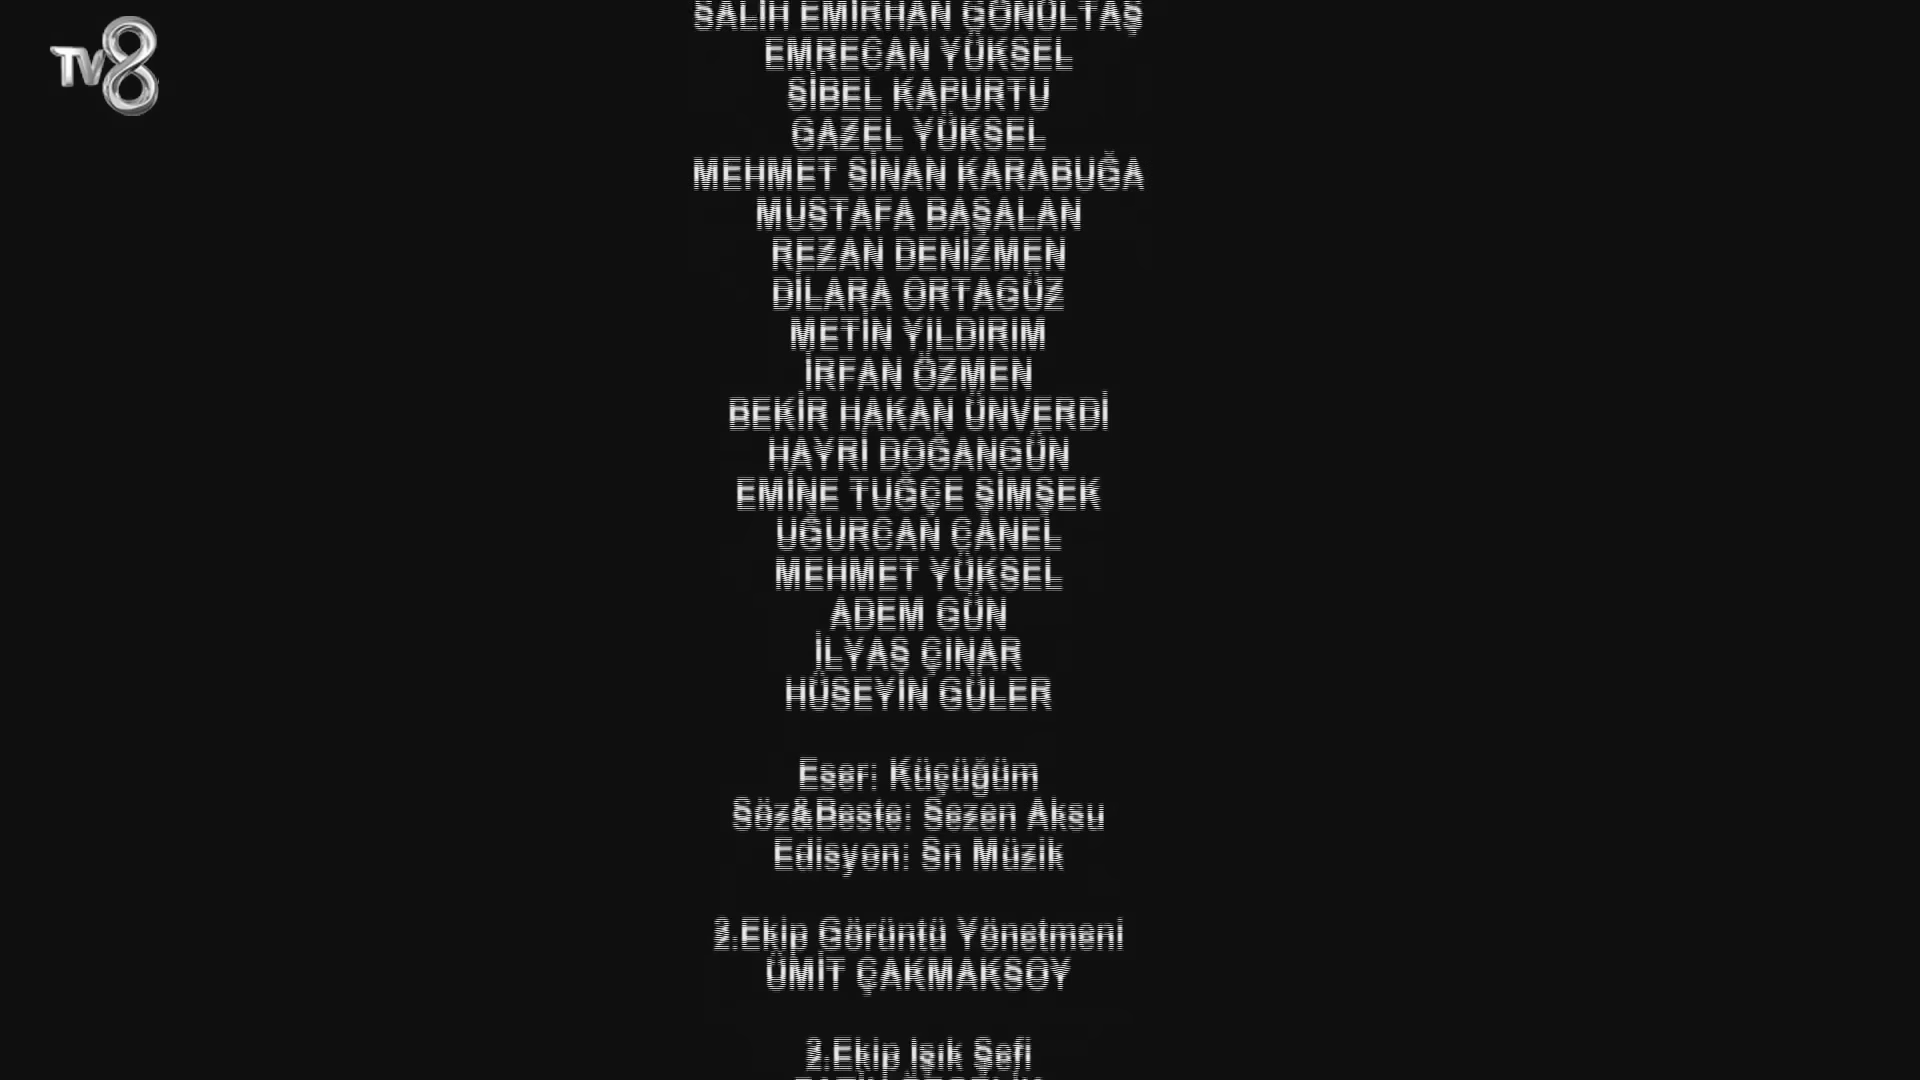 TV8
SALİH EMİRHAN GÖNÜLTAŞ
EMRECAN YÜKSEL
SİBEL KAPURTU
GAZEL YÜKSEL
MEHMET SİNAN KARABUĞA
MUSTAFA BAŞALAN
REZAN DENİZMEN
DİLARA ORTAGÜZ
METİN YILDIRIM
İRFAN ÖZMEN
BEKİR HAKAN ÜNVERDİ
HAYRİ DOĞANGÜN
EMİNE TUĞÇE ŞİMŞEK
UĞURCAN CANEL
MEHMET YÜKSEL
ADEM GÜN
İLYAS ÇINAR
HÜSEYİN GÜLER
Eser: Küçüğüm
Söz&Beste: Sezen Aksu
Edisyon: Sn Müzik
2.Ekip Görüntü Yönetmeni
ÜMİT ÇAKMAKSOY
2.Ekip Işık Şefi